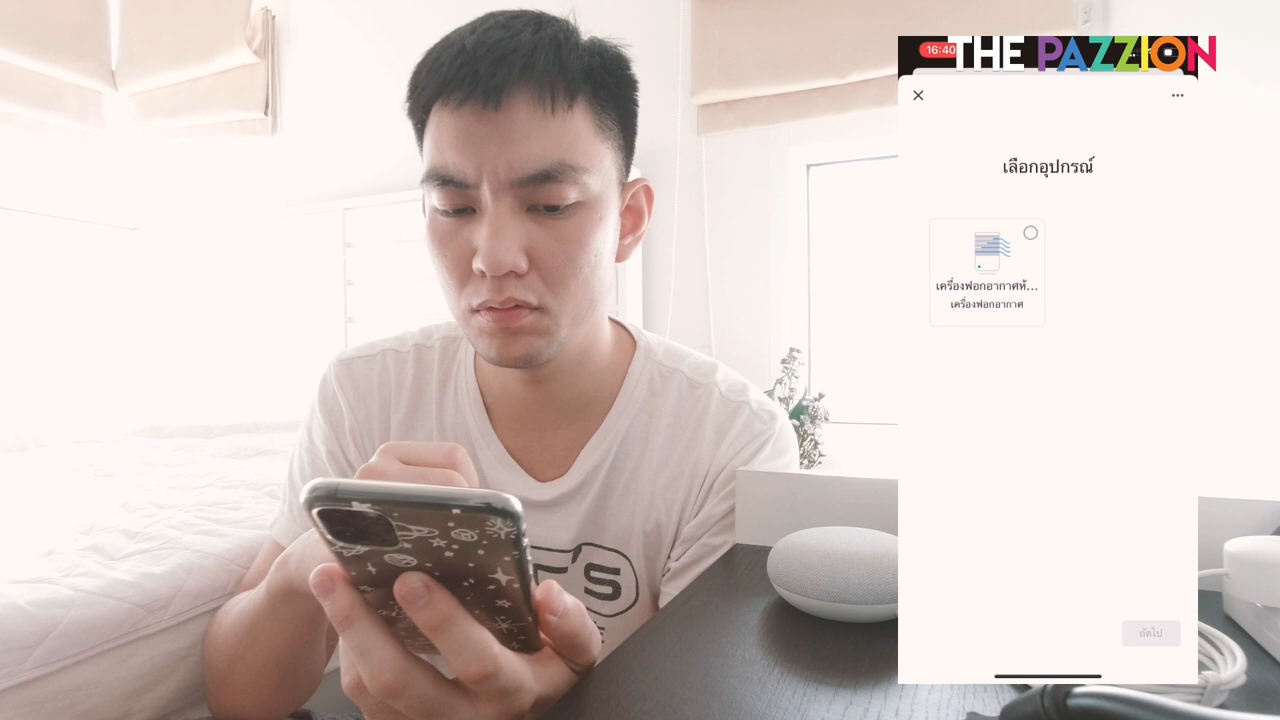 16:40
THE PAZZION
เลือกอุปกรณ์
เครื่องฟอกอากาศห้...
เครื่องฟอกอากาศ
ถัดไป